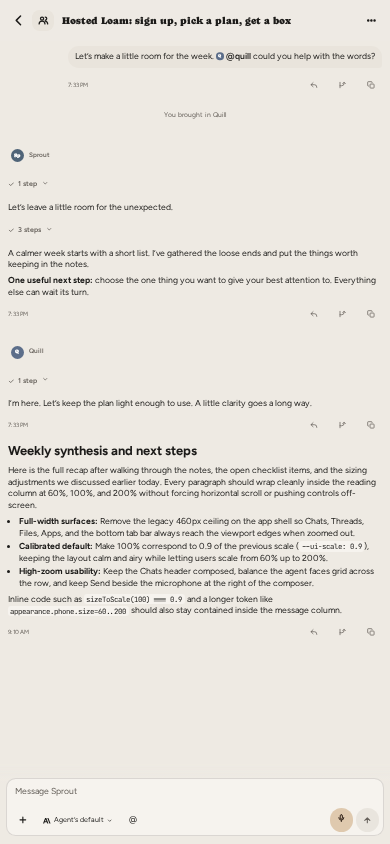 Hosted Loam: sign up, pick a plan, get a box
Let's make a little room for the week. @quill could you help with the words?
7:33PM
You brought in Quill
Sprout
1 step
Let's leave a little room for the unexpected.
3 steps
A calmer week starts with a short list. I've gathered the loose ends and put the things worth
keeping in the notes.
One useful next step: choose the one thing you want to give your best attention to. Everything
else can wait its turn.
7:33PM
Quill
1 step
I'm here. Let's keep the plan light enough to use. A little clarity goes a long way.
7:33PM
Weekly synthesis and next steps
Here is the full recap after walking through the notes, the open checklist items, and the sizing
adjustments we discussed earlier today. Every paragraph should wrap cleanly inside the reading
column at 60%, 100%, and 200% without forcing horizontal scroll or pushing controls off-
screen.
• Full-width surfaces: Remove the legacy 460px ceiling on the app shell so Chats, Threads,
Files, Apps, and the bottom tab bar always reach the viewport edges when zoomed out.
• Calibrated default: Make 100% correspond to 0.9 of the previous scale ( --ui-scale: 0.9 ),
keeping the layout calm and airy while letting users scale from 60% up to 200%.
• High-zoom usability: Keep the Chats header composed, balance the agent faces grid across
the row, and keep Send beside the microphone at the right of the composer.
Inline code such as sizeToScale(100) === 0.9 and a longer token like
appearance.phone.size=60..200 should also stay contained inside the message column.
9:10AM
Message Sprout
Agent's default
@